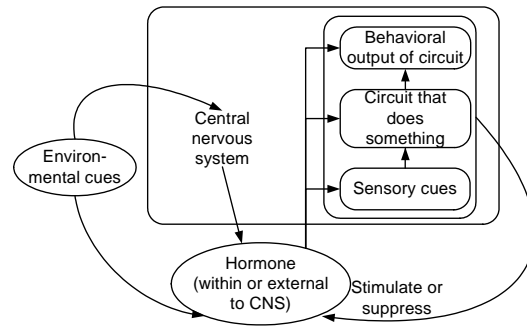 Behavioral
output of circuit
Circuit that
does
something
Sensory cues
Central
nervous
system
Environ-
mental cues
Hormone
(within or external
to CNS)
Stimulate or
suppress